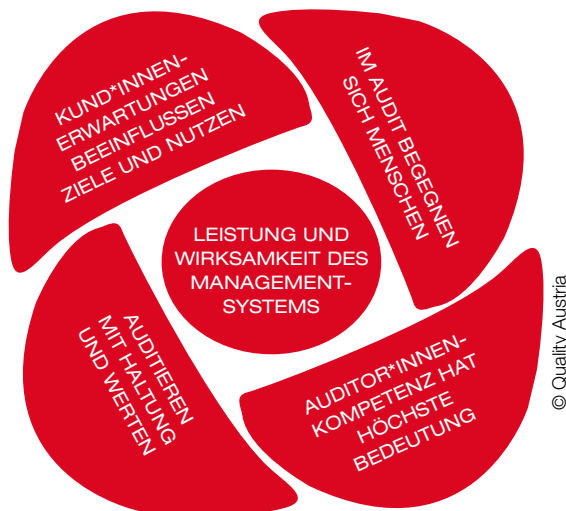 KUND*INNEN-
ERWARTUNGEN
BEEINFLUSSEN
ZIELE UND NUTZEN
IM AUDIT BEGEGNEN
SICH MENSCHEN
LEISTUNG UND
WIRKSAMKEIT DES
MANAGEMENT-
SYSTEMS
AUDITIEREN
MIT HALTUNG
UND WERTEN
AUDITOR*INNEN-
KOMPETENZ HAT
HÖCHSTE
BEDEUTUNG
© Quality Austria